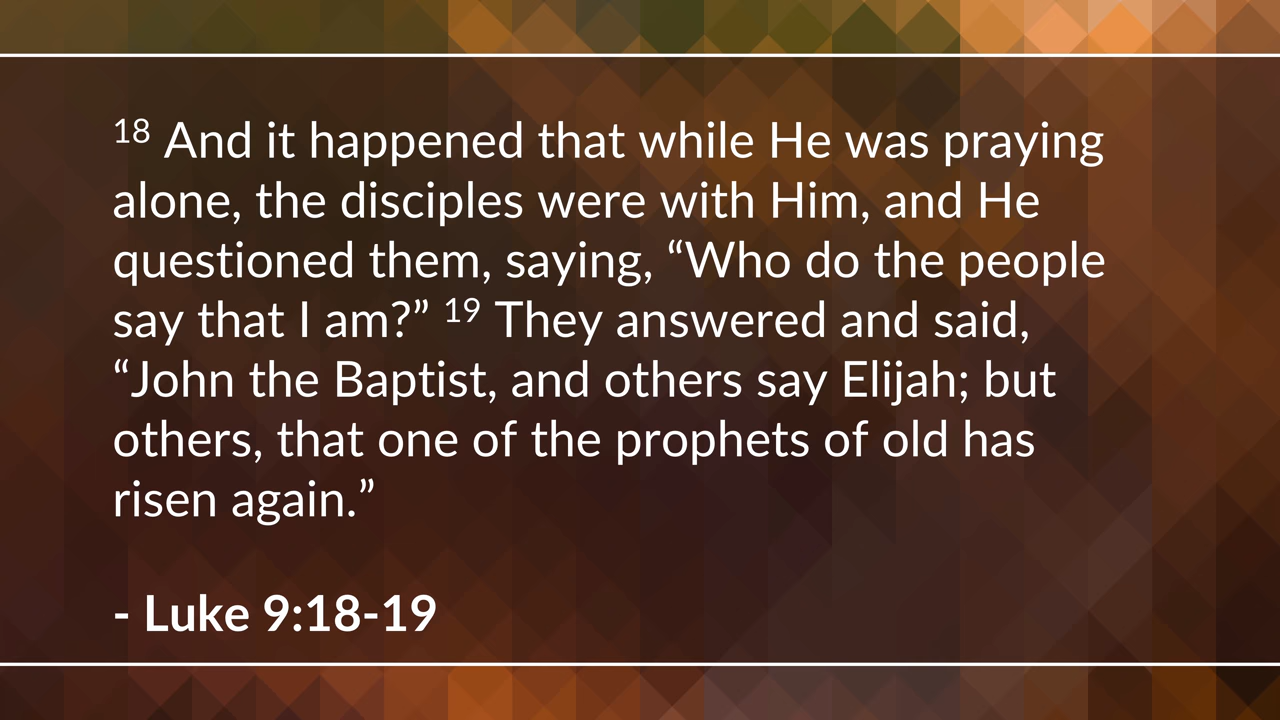 18 And it happened that while He was praying
alone, the disciples were with Him, and He
questioned them, saying, “Who do the people
say that I am?” 19 They answered and said,
“John the Baptist, and others say Elijah; but
others, that one of the prophets of old has
risen again.”
- Luke 9:18-19